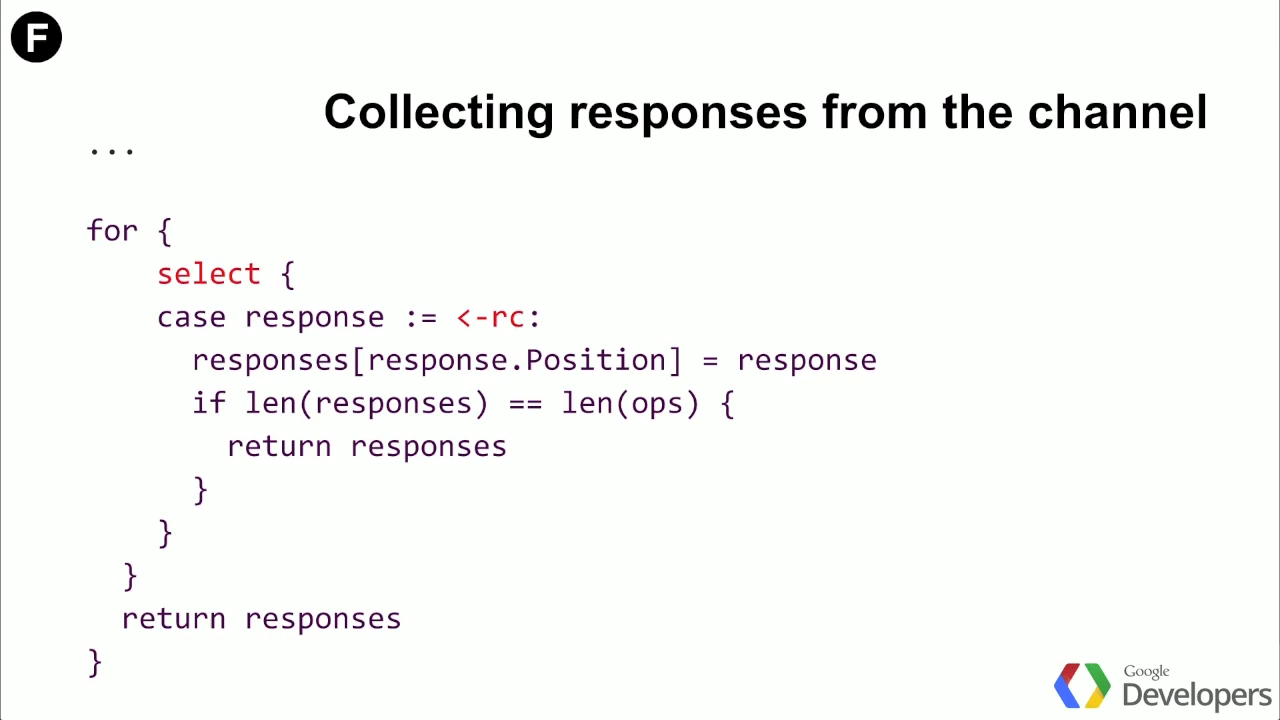 F
Collecting responses from the channel
...
for {
select {
case response := <-rc:
responses[response.Position] = response
if len(responses) == len(ops) {
return responses
}
}
}
return responses
}
Google
Developers